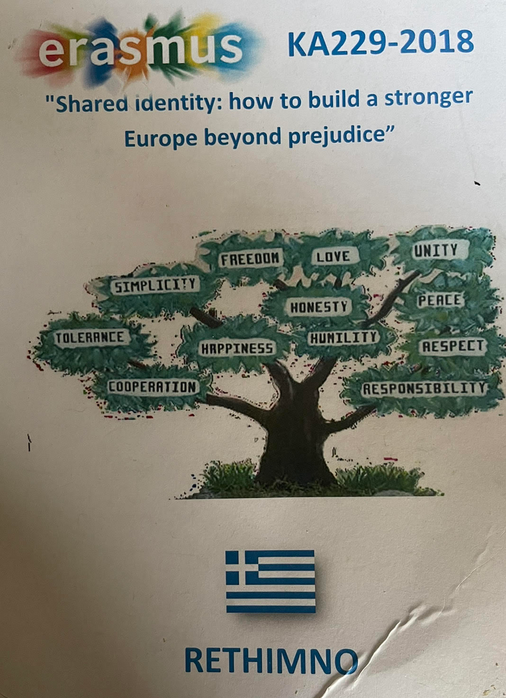 erasmus KA229-2018
"Shared identity: how to build a stronger
Europe beyond prejudice”
FREEDOM LOVE UNITY
SIMPLICITY
HONESTY PEACE
TOLERANCE HAPPINESS HUMILITY RESPECT
COOPERATION RESPONSIBILITY
RETHIMNO